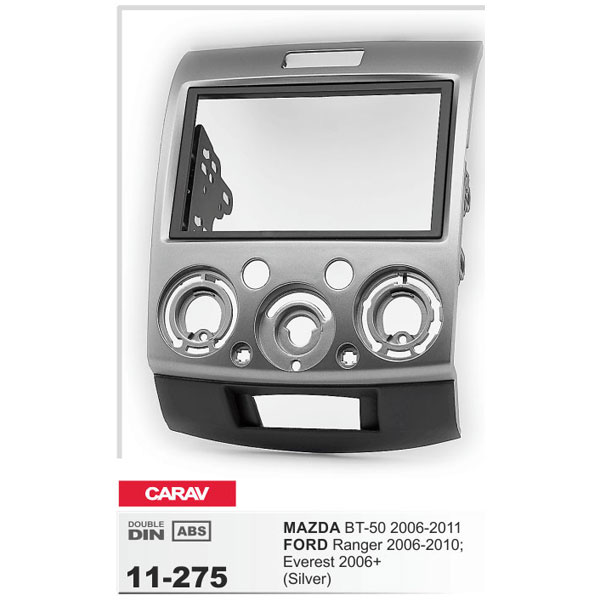 CARAV
DOUBLE
DIN ABS
11-275
MAZDA BT-50 2006-2011
FORD Ranger 2006-2010;
Everest 2006+
(Silver)